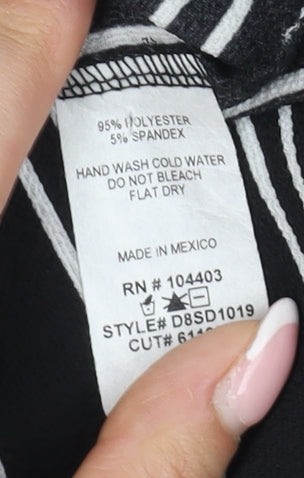 95% POLYESTER
5% SPANDEX
HAND WASH COLD WATER
DO NOT BLEACH
FLAT DRY
MADE IN MEXICO
RN # 104403
STYLE# D8SD1019
CUT#